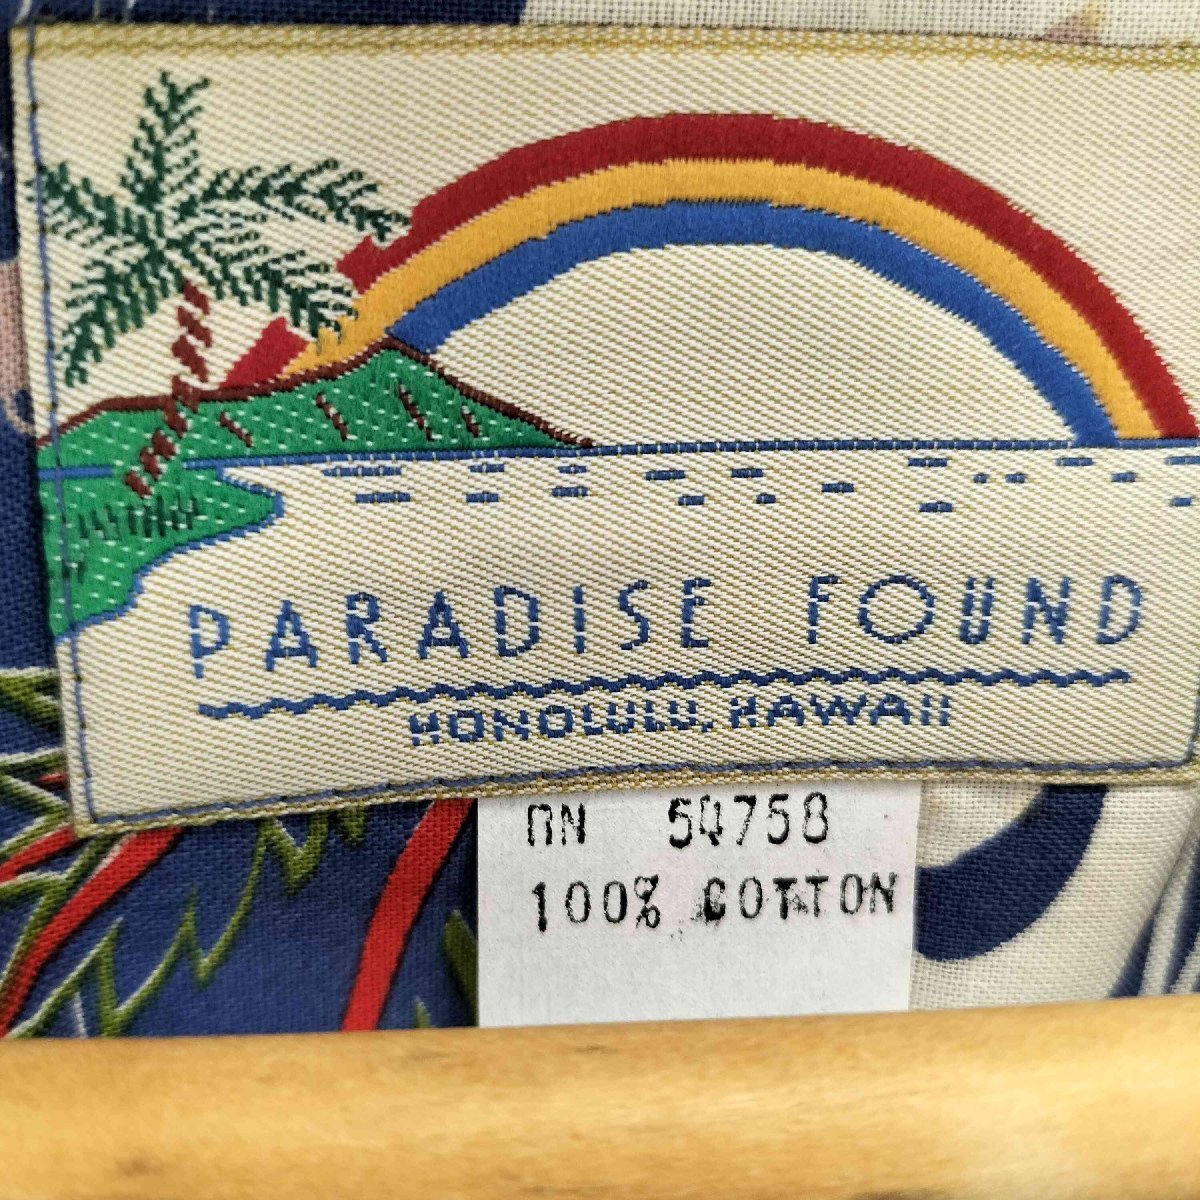 PARADISE FOUND
HONOLULU, HAWAII
RN 54758
100% COTTON